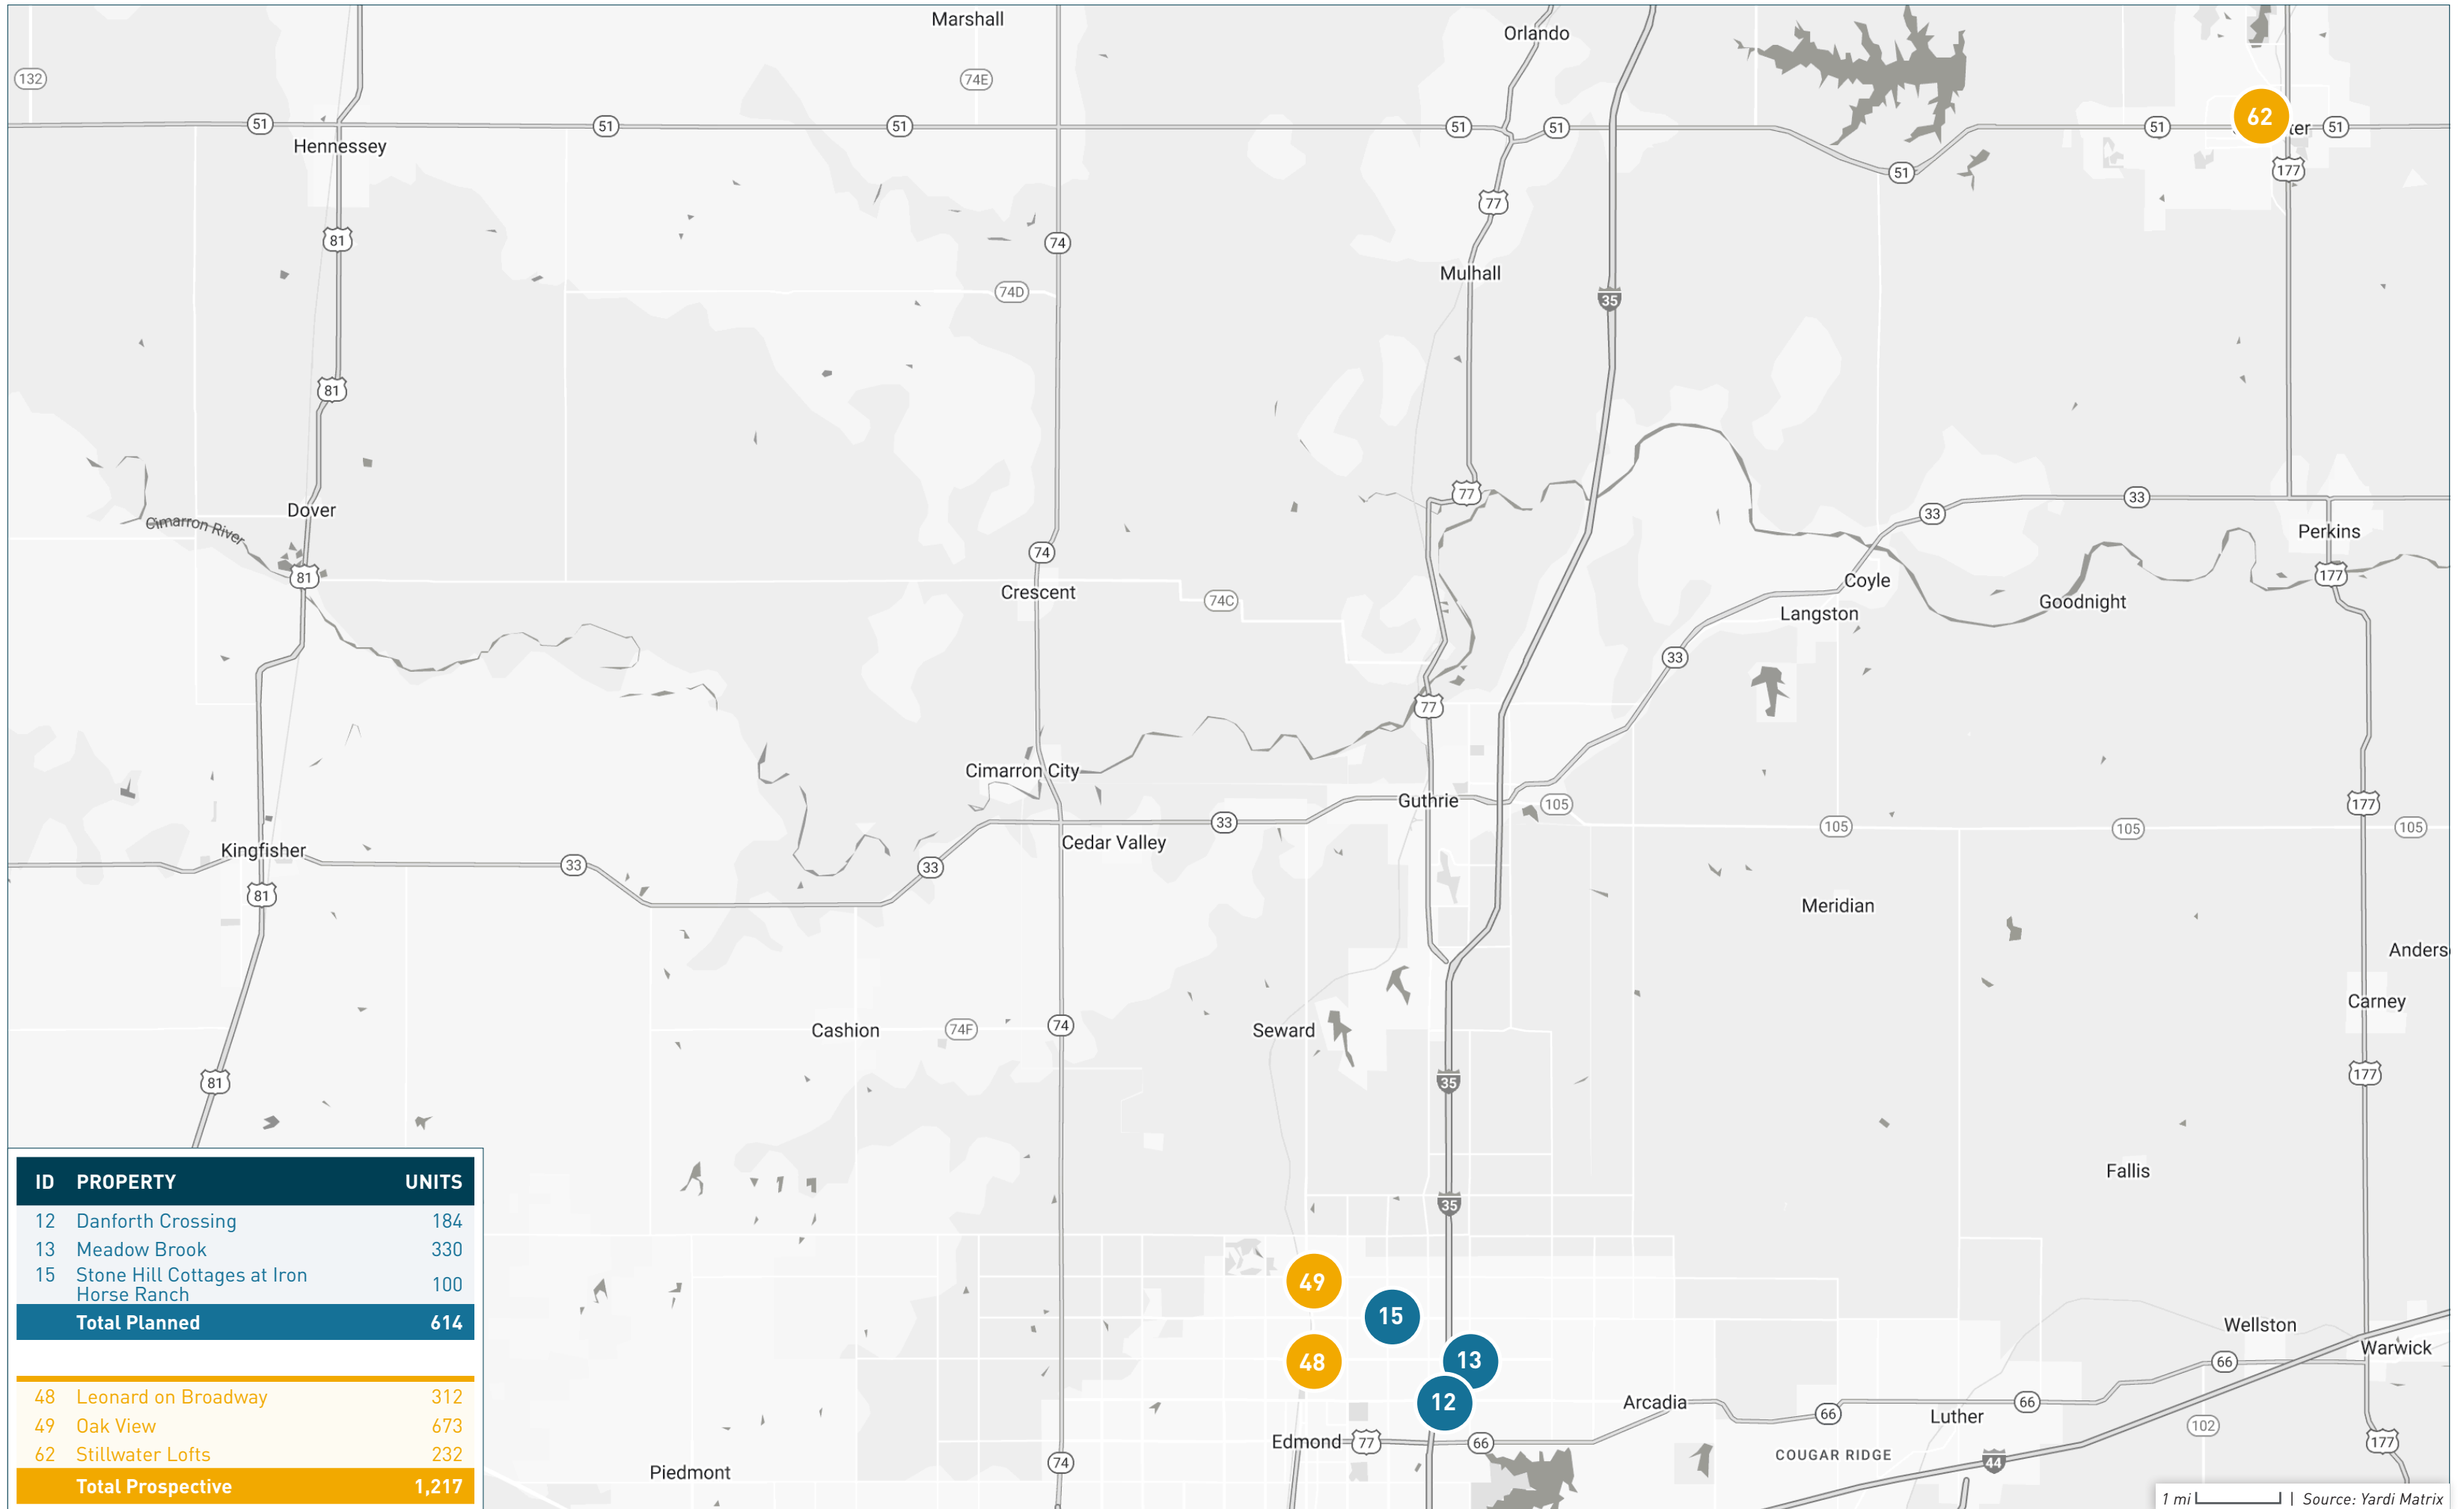 Marshall
Orlando
132
74E
62
51
51
51
51
51
51
ter
51
Hennessey
51
177
77
81
74
Mulhall
74D
35
81
77
33
33
Dover
Cimarron River
Perkins
74
81
177
Coyle
Crescent
74C
Goodnight
Langston
33
77
Cimarron City
Guthrie
105
177
33
105
105
105
Cedar Valley
Kingfisher
33
33
81
Meridian
Anders
Carney
Cashion
74F
74
Seward
81
35
177
Fallis
35
49
15
Wellston
48
13
66
Warwick
12
Arcadia
66
66
Luther
102
Edmond
77
66
177
COUGAR RIDGE
74
44
Piedmont
ID PROPERTY UNITS
12 Danforth Crossing 184
13 Meadow Brook 330
15 Stone Hill Cottages at Iron
Horse Ranch 100
Total Planned 614
48 Leonard on Broadway 312
49 Oak View 673
62 Stillwater Lofts 232
Total Prospective 1,217
1 mi | Source: Yardi Matrix